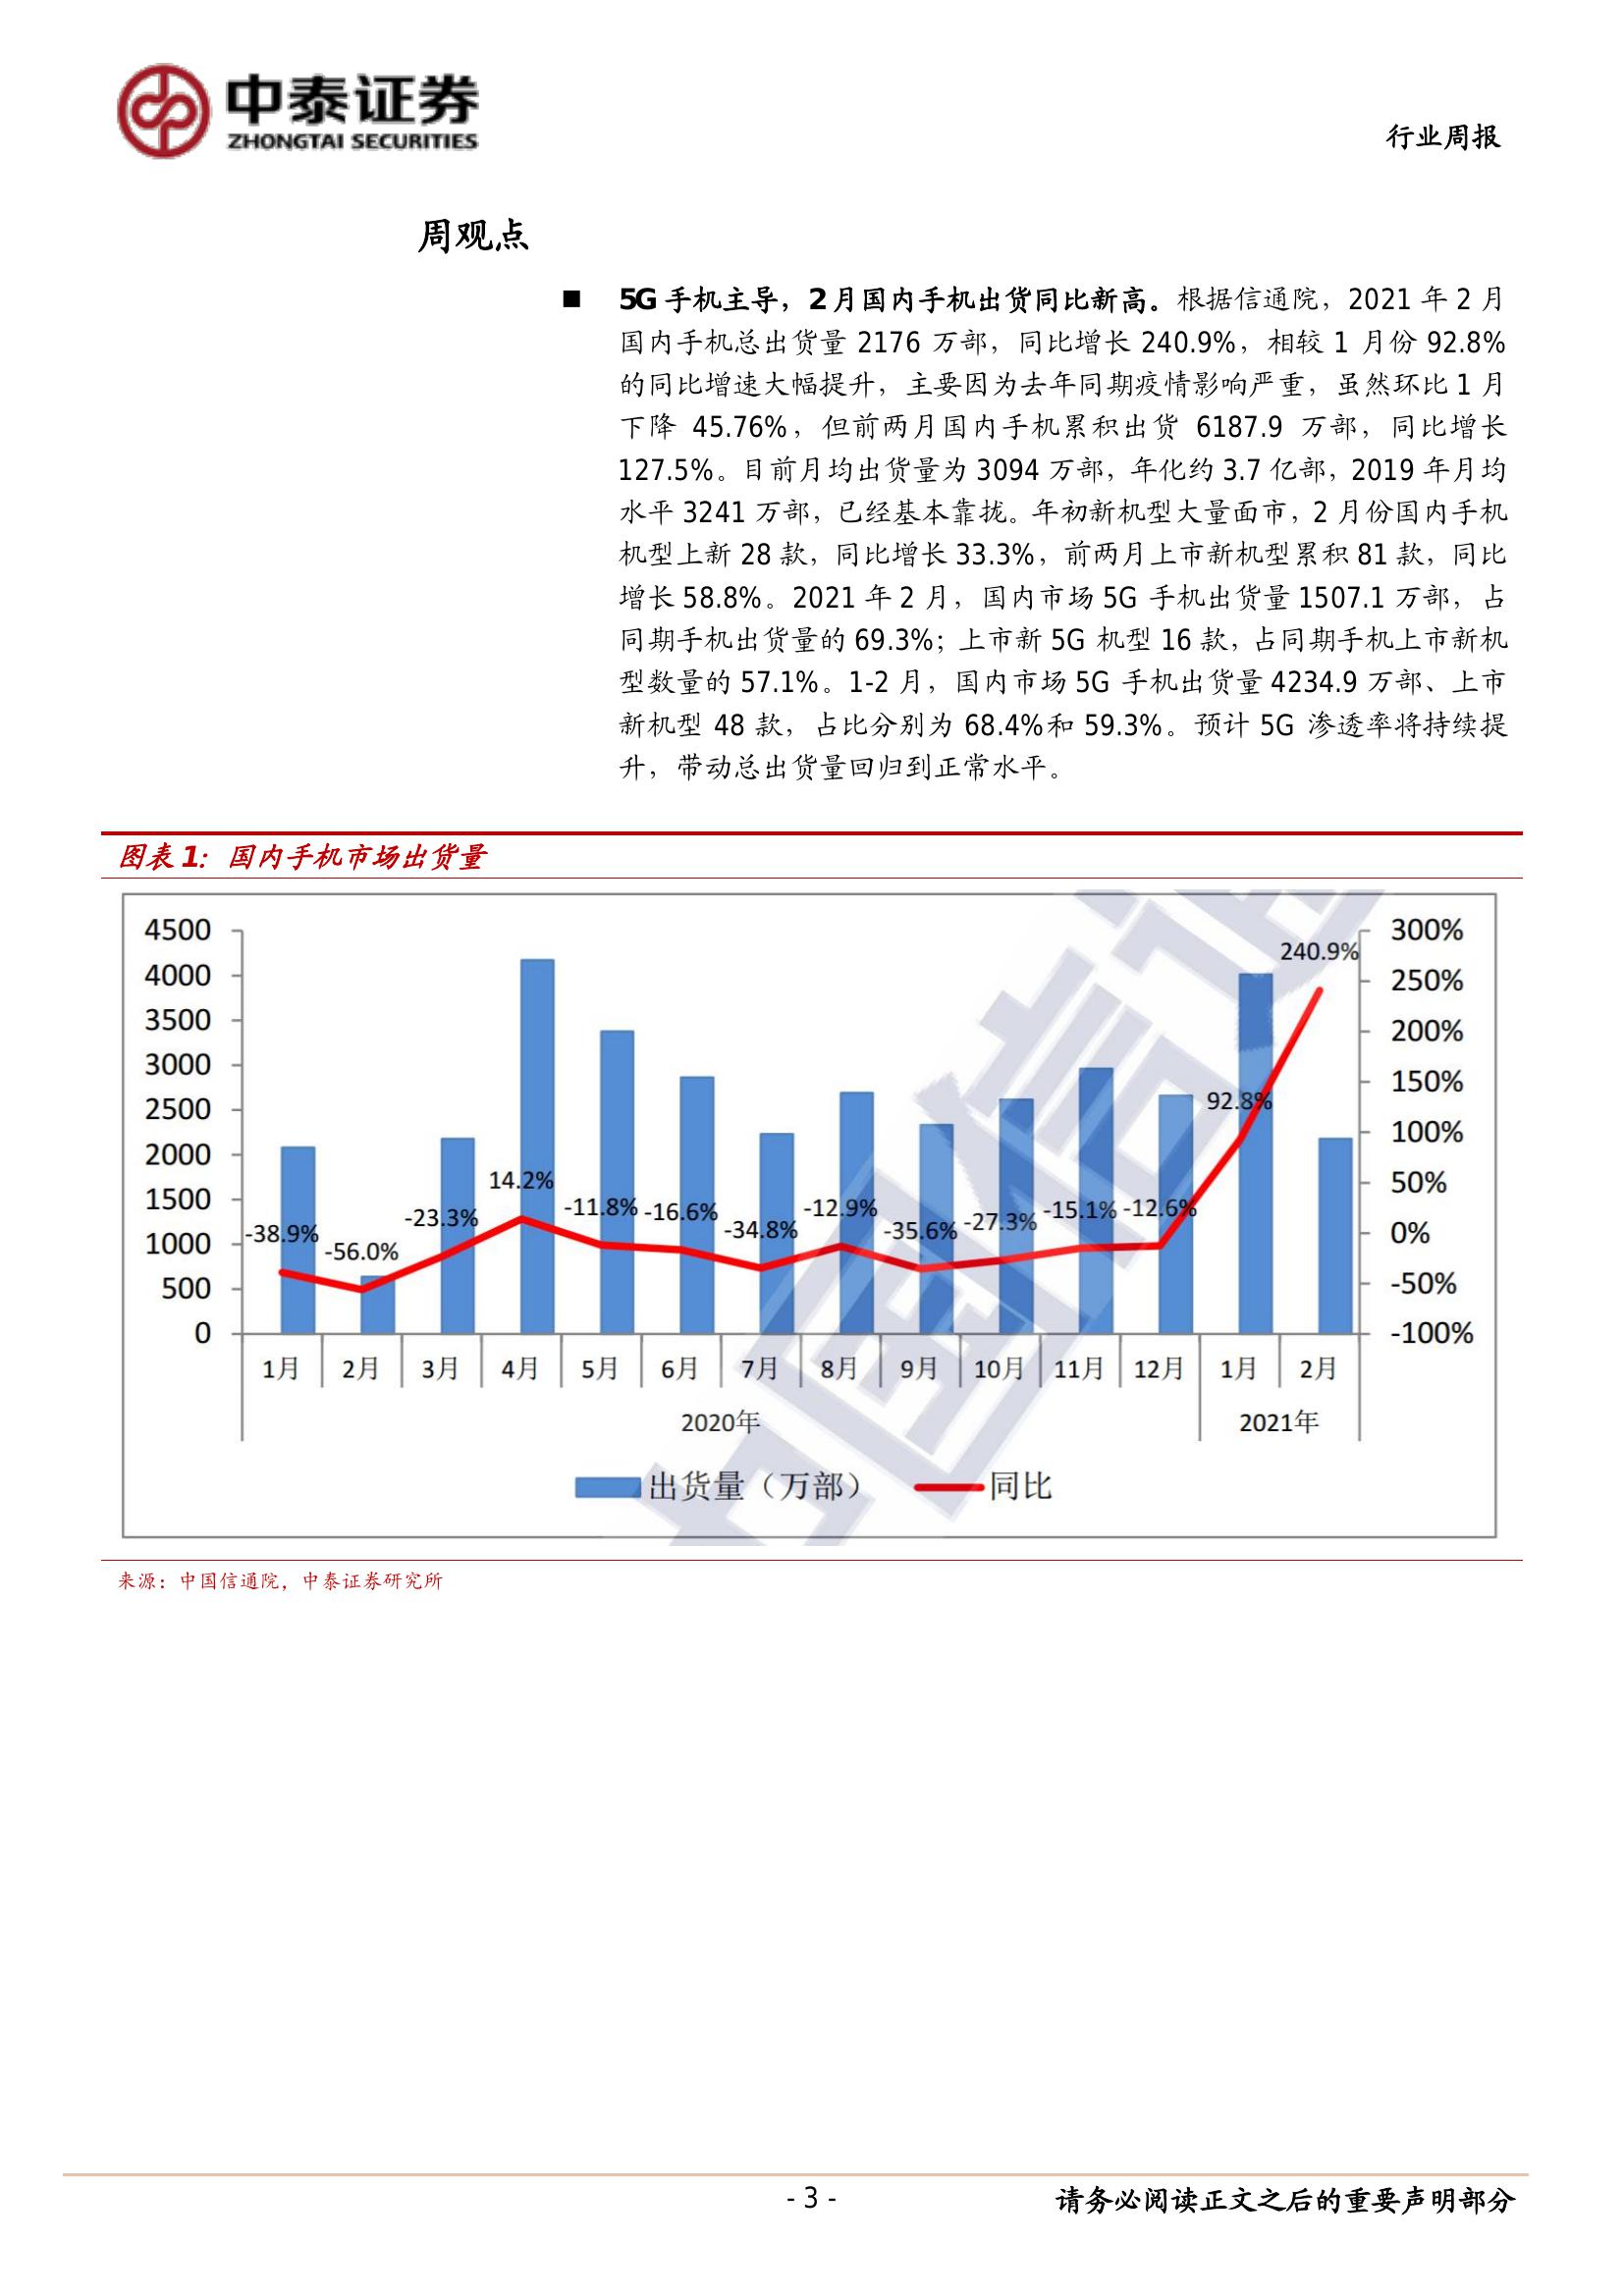 中泰证券
ZHONGTAI SECURITIES
行业周报
周观点
■ 5G 手机主导，2 月国内手机出货同比新高。根据信通院，2021 年 2 月
国内手机总出货量 2176 万部，同比增长 240.9%，相较 1 月份 92.8%
的同比增速大幅提升，主要因为去年同期疫情影响严重，虽然环比 1 月
下降 45.76%，但前两月国内手机累积出货 6187.9 万部，同比增长
127.5%。目前月均出货量为 3094 万部，年化约 3.7 亿部，2019 年月均
水平 3241 万部，已经基本靠拢。年初新机型大量面市，2 月份国内手机
机型上新 28 款，同比增长 33.3%，前两月上市新机型累积 81 款，同比
增长 58.8%。2021 年 2 月，国内市场 5G 手机出货量 1507.1 万部，占
同期手机出货量的 69.3%；上市新 5G 机型 16 款，占同期手机上市新机
型数量的 57.1%。1-2 月，国内市场 5G 手机出货量 4234.9 万部、上市
新机型 48 款，占比分别为 68.4%和 59.3%。预计 5G 渗透率将持续提
升，带动总出货量回归到正常水平。
图表 1：国内手机市场出货量
4500
4000
3500
3000
2500
2000
1500
1000
500
0
300%
250%
200%
150%
100%
50%
0%
-50%
-100%
-38.9%
-56.0%
-23.3%
14.2%
-11.8%
-16.6%
-34.8%
-12.9%
-35.6%
-27.3%
-15.1%
-12.6%
92.8%
240.9%
1月 2月 3月 4月 5月 6月 7月 8月 9月 10月 11月 12月 1月 2月
2020年 2021年
出货量（万部） 同比
国信通
来源：中国信通院，中泰证券研究所
- 3 -
请务必阅读正文之后的重要声明部分